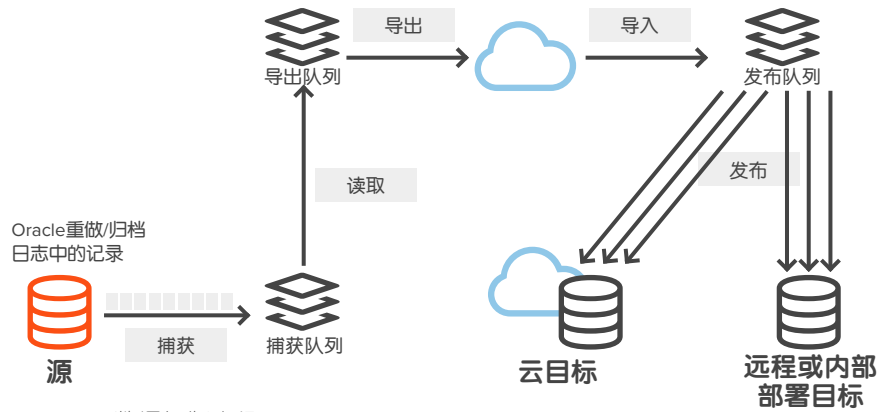 导出
导入
导出队列
发布队列
读取
发布
Oracle重做/归档
日志中的记录
捕获
捕获队列
源
云目标
远程或内部
部署目标